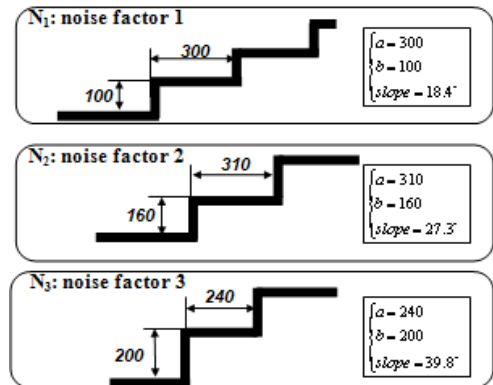 N₁: noise factor 1
300
100
a = 300
b = 100
slope = 18.4°
N₂: noise factor 2
310
160
a = 310
b = 160
slope = 27.3°
N₃: noise factor 3
240
200
a = 240
b = 200
slope = 39.8°